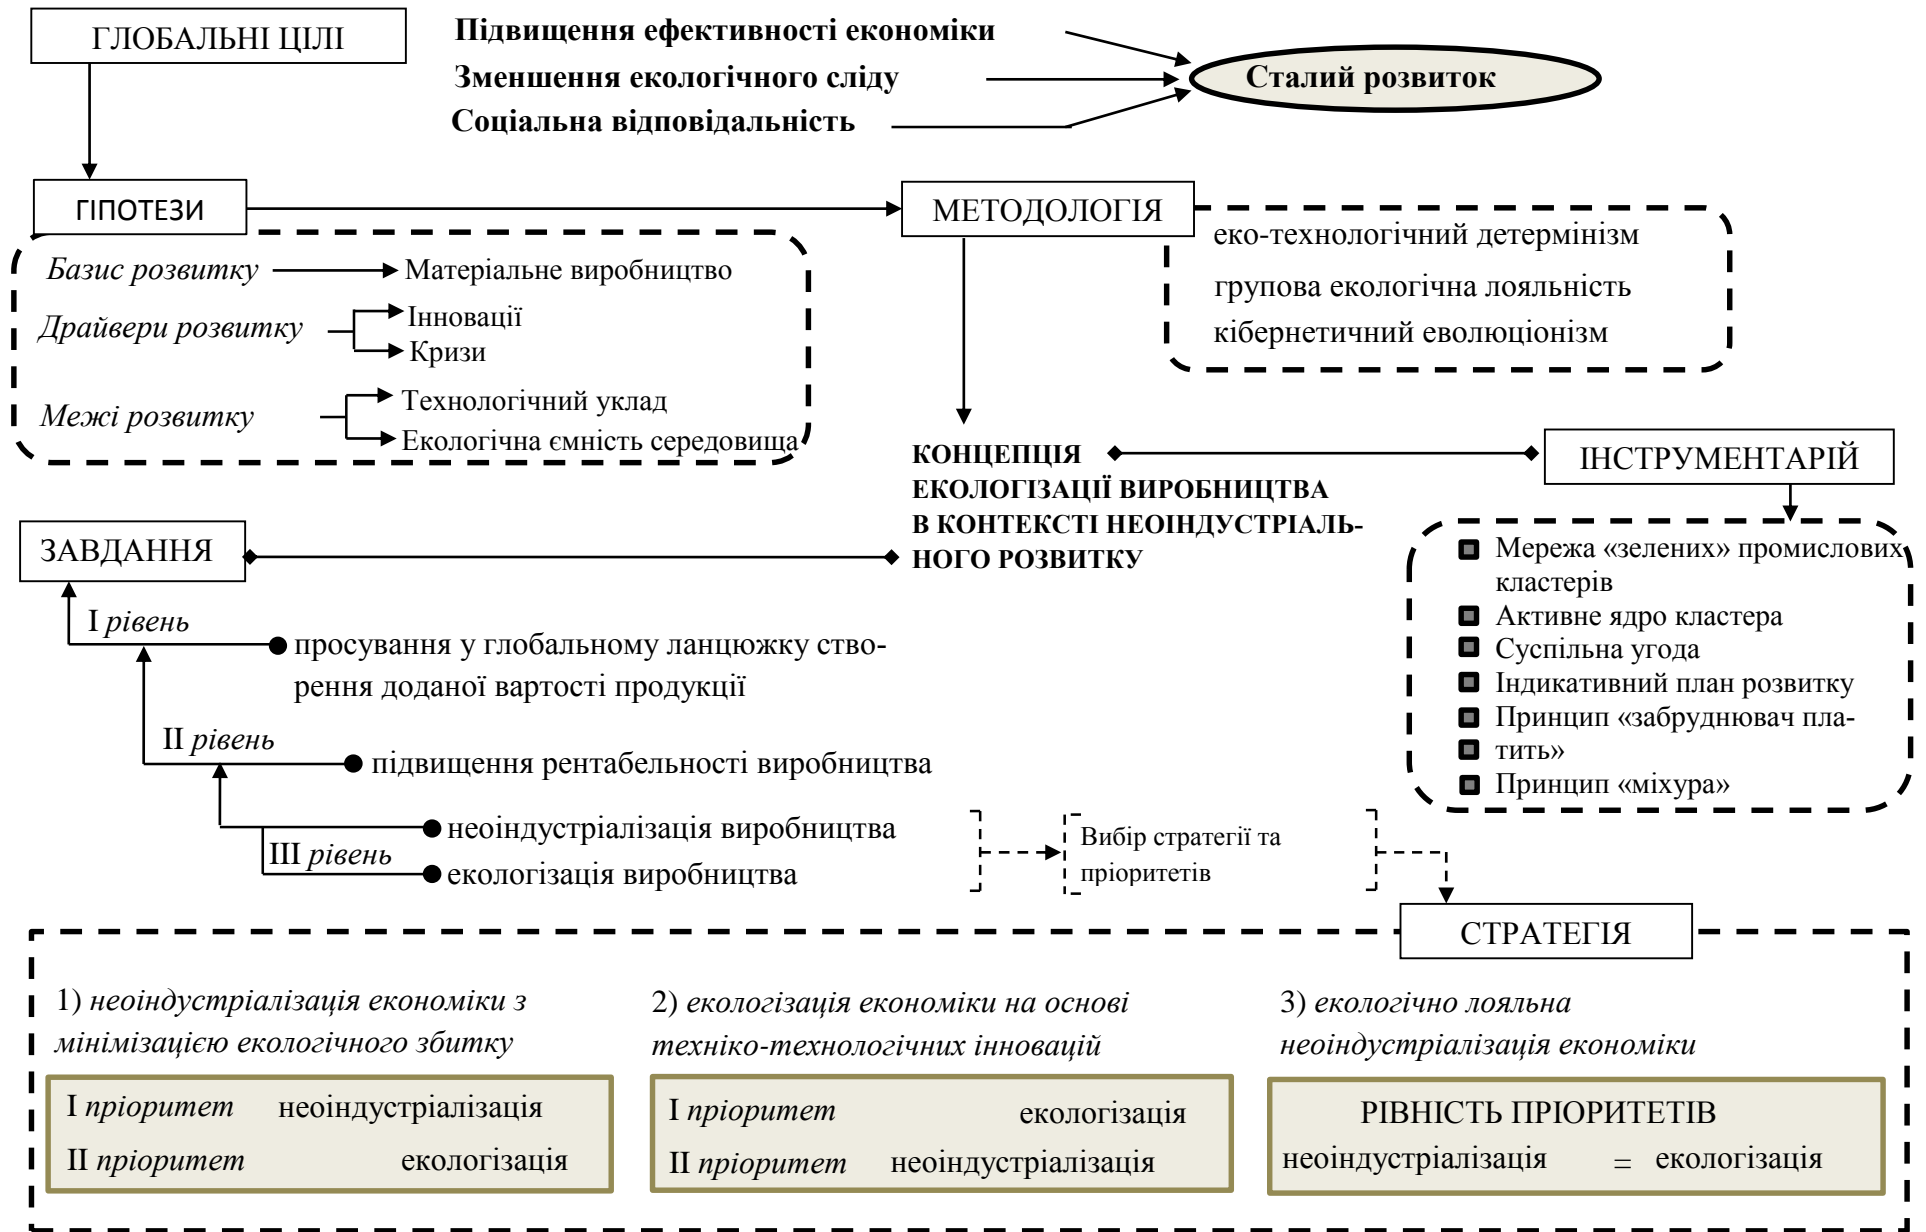 ГЛОБАЛЬНІ ЦІЛІ
Підвищення ефективності економіки
Зменшення екологічного сліду
Соціальна відповідальність
Сталий розвиток
ГІПОТЕЗИ
МЕТОДОЛОГІЯ
Базис розвитку
Матеріальне виробництво
Драйвери розвитку
Інновації
Кризи
Межі розвитку
Технологічний уклад
Екологічна ємність середовища
еко-технологічний детермінізм
групова екологічна лояльність
кібернетичний еволюціонізм
КОНЦЕПЦІЯ
ЕКОЛОГІЗАЦІЇ ВИРОБНИЦТВА
В КОНТЕКСТІ НЕОІНДУСТРІАЛЬ-
НОГО РОЗВИТКУ
ІНСТРУМЕНТАРІЙ
Мережа «зелених» промислових
кластерів
Активне ядро кластера
Суспільна угода
Індикативний план розвитку
Принцип «забруднювач пла-
тить»
Принцип «міхура»
ЗАВДАННЯ
І рівень
просування у глобальному ланцюжку ство-
рення доданої вартості продукції
ІІ рівень
підвищення рентабельності виробництва
неоіндустріалізація виробництва
ІІІ рівень
екологізація виробництва
Вибір стратегії та
пріоритетів
СТРАТЕГІЯ
1) неоіндустріалізація економіки з
мінімізацією екологічного збитку
І пріоритет неоіндустріалізація
ІІ пріоритет екологізація
2) екологізація економіки на основі
техніко-технологічних інновацій
І пріоритет екологізація
ІІ пріоритет неоіндустріалізація
3) екологічно лояльна
неоіндустріалізація економіки
РІВНІСТЬ ПРІОРИТЕТІВ
неоіндустріалізація = екологізація